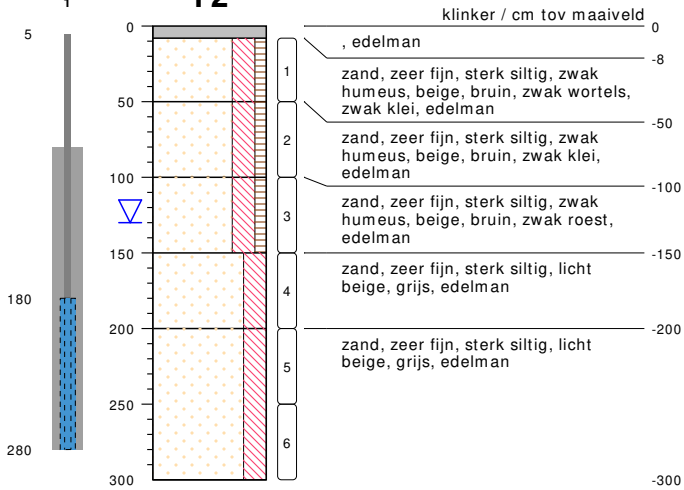 klinker / cm tov maaiveld
5
180
280
0
50
100
150
200
250
300
1
2
3
4
5
6
0
, edelman
-8
zand, zeer fijn, sterk siltig, zwak
humeus, beige, bruin, zwak wortels,
zwak klei, edelman
-50
zand, zeer fijn, sterk siltig, zwak
humeus, beige, bruin, zwak klei,
edelman
-100
zand, zeer fijn, sterk siltig, zwak
humeus, beige, bruin, zwak roest,
edelman
-150
zand, zeer fijn, sterk siltig, licht
beige, grijs, edelman
-200
zand, zeer fijn, sterk siltig, licht
beige, grijs, edelman
-300